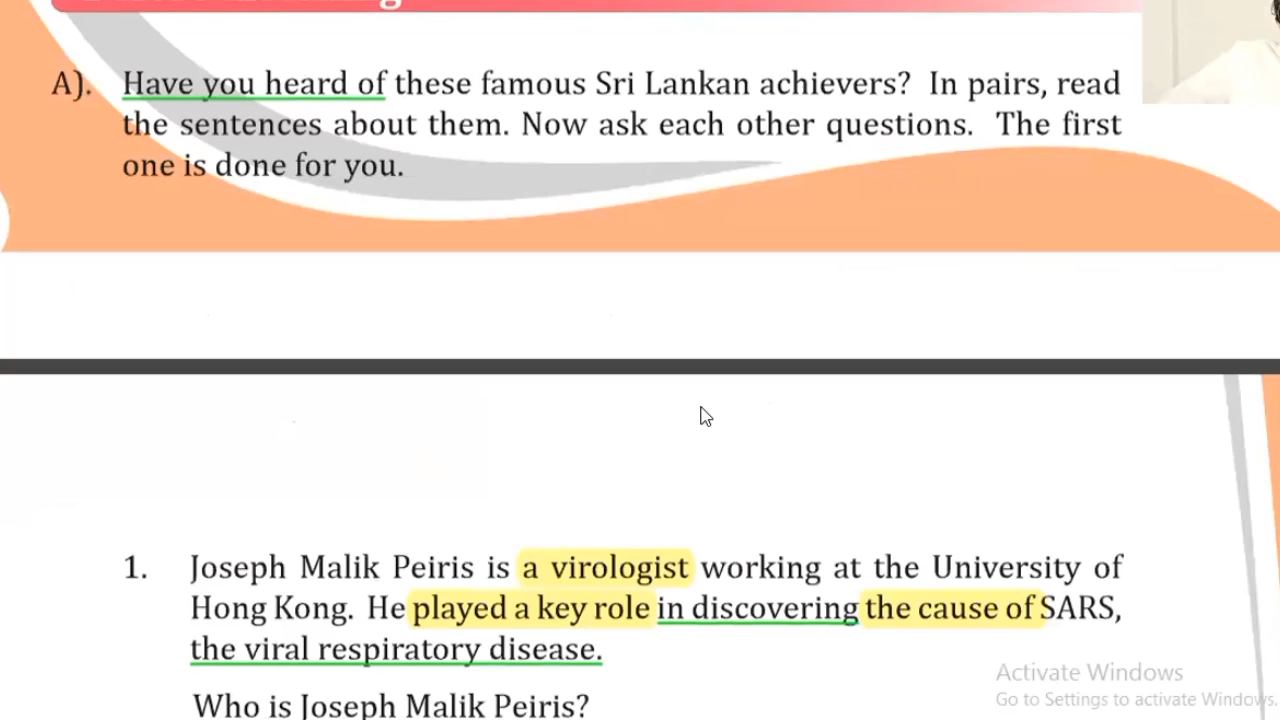 A). Have you heard of these famous Sri Lankan achievers? In pairs, read
the sentences about them. Now ask each other questions. The first
one is done for you.
1. Joseph Malik Peiris is a virologist working at the University of
Hong Kong. He played a key role in discovering the cause of SARS,
the viral respiratory disease.
Who is Joseph Malik Peiris?
Activate Windows
Go to Settings to activate Windows.